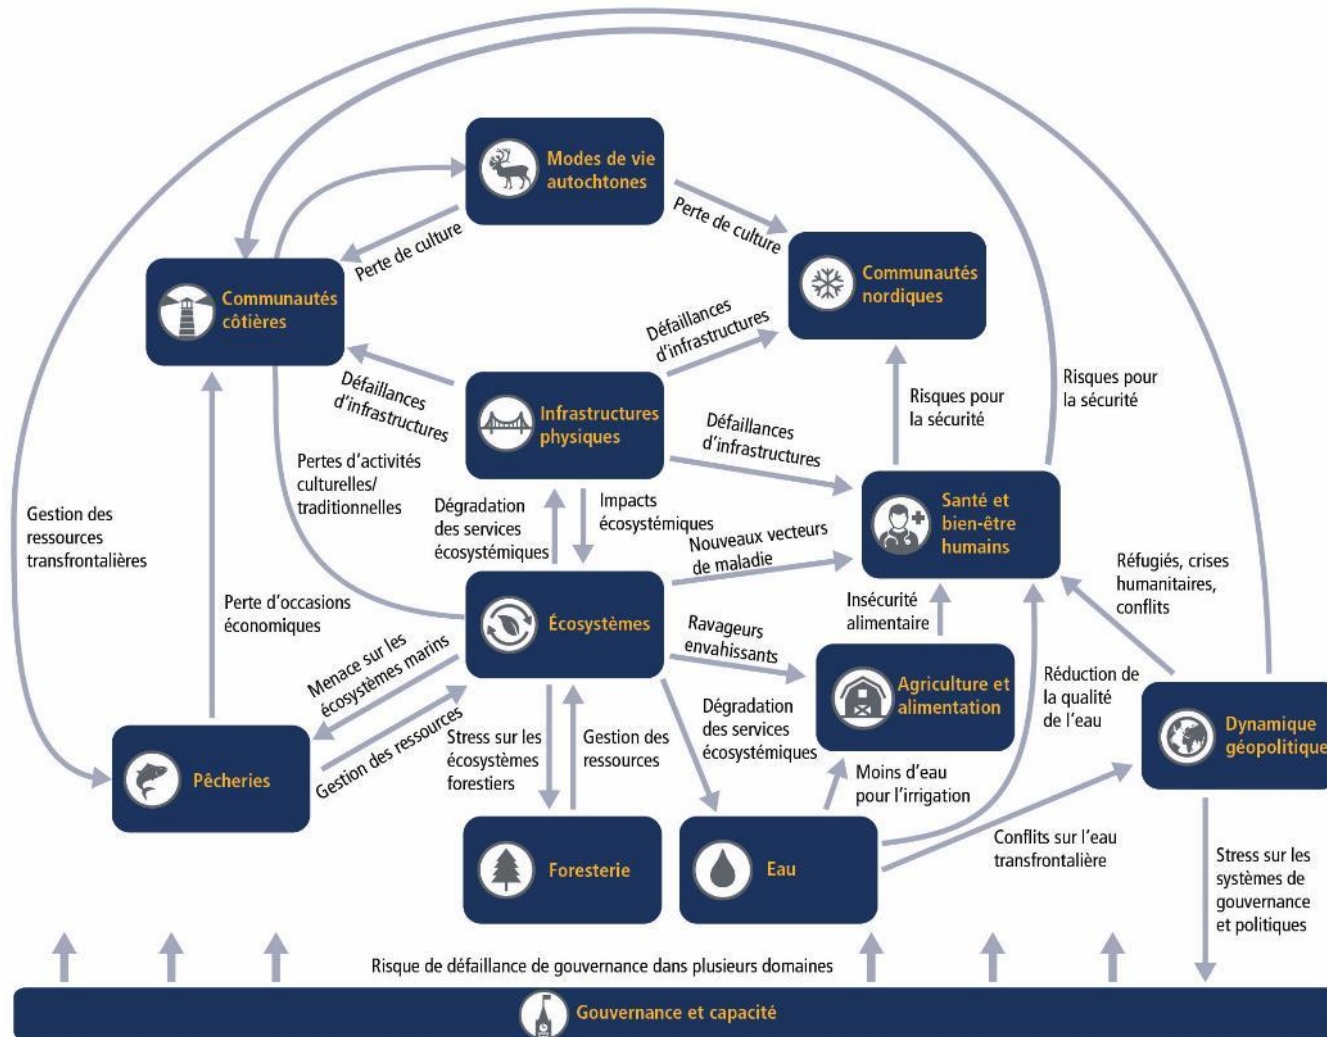 Modes de vie
autochtones
Perte de culture
Perte de culture
Communautés
côtières
Communautés
nordiques
Défaillances
d'infrastructures
Défaillances
d'infrastructures
Infrastructures
physiques
Risques pour
la sécurité
Risques pour
la sécurité
Défaillances
d'infrastructures
Pertes d'activités
culturelles/
traditionnelles
Gestion des
ressources
transfrontalières
Dégradation
des services
écosystémiques
Impacts
écosystémiques
Nouveaux vecteurs
de maladie
Santé et
bien-être
humains
Réfugiés, crises
humanitaires,
conflits
Perte d'occasions
économiques
Écosystèmes
Insécurité
alimentaire
Ravageurs
envahissants
Menace sur les
écosystèmes marins
Gestion des ressources
Agriculture et
alimentation
Réduction de
la qualité
de l'eau
Dynamique
géopolitique
Pêcheries
Stress sur les
écosystèmes
forestiers
Gestion des
ressources
Dégradation
des services
écosystémiques
Moins d'eau
pour l'irrigation
Foresterie
Eau
Conflits sur l'eau
transfrontalière
Stress sur les
systèmes de
gouvernance
et politiques
Risque de défaillance de gouvernance dans plusieurs domaines
Gouvernance et capacité